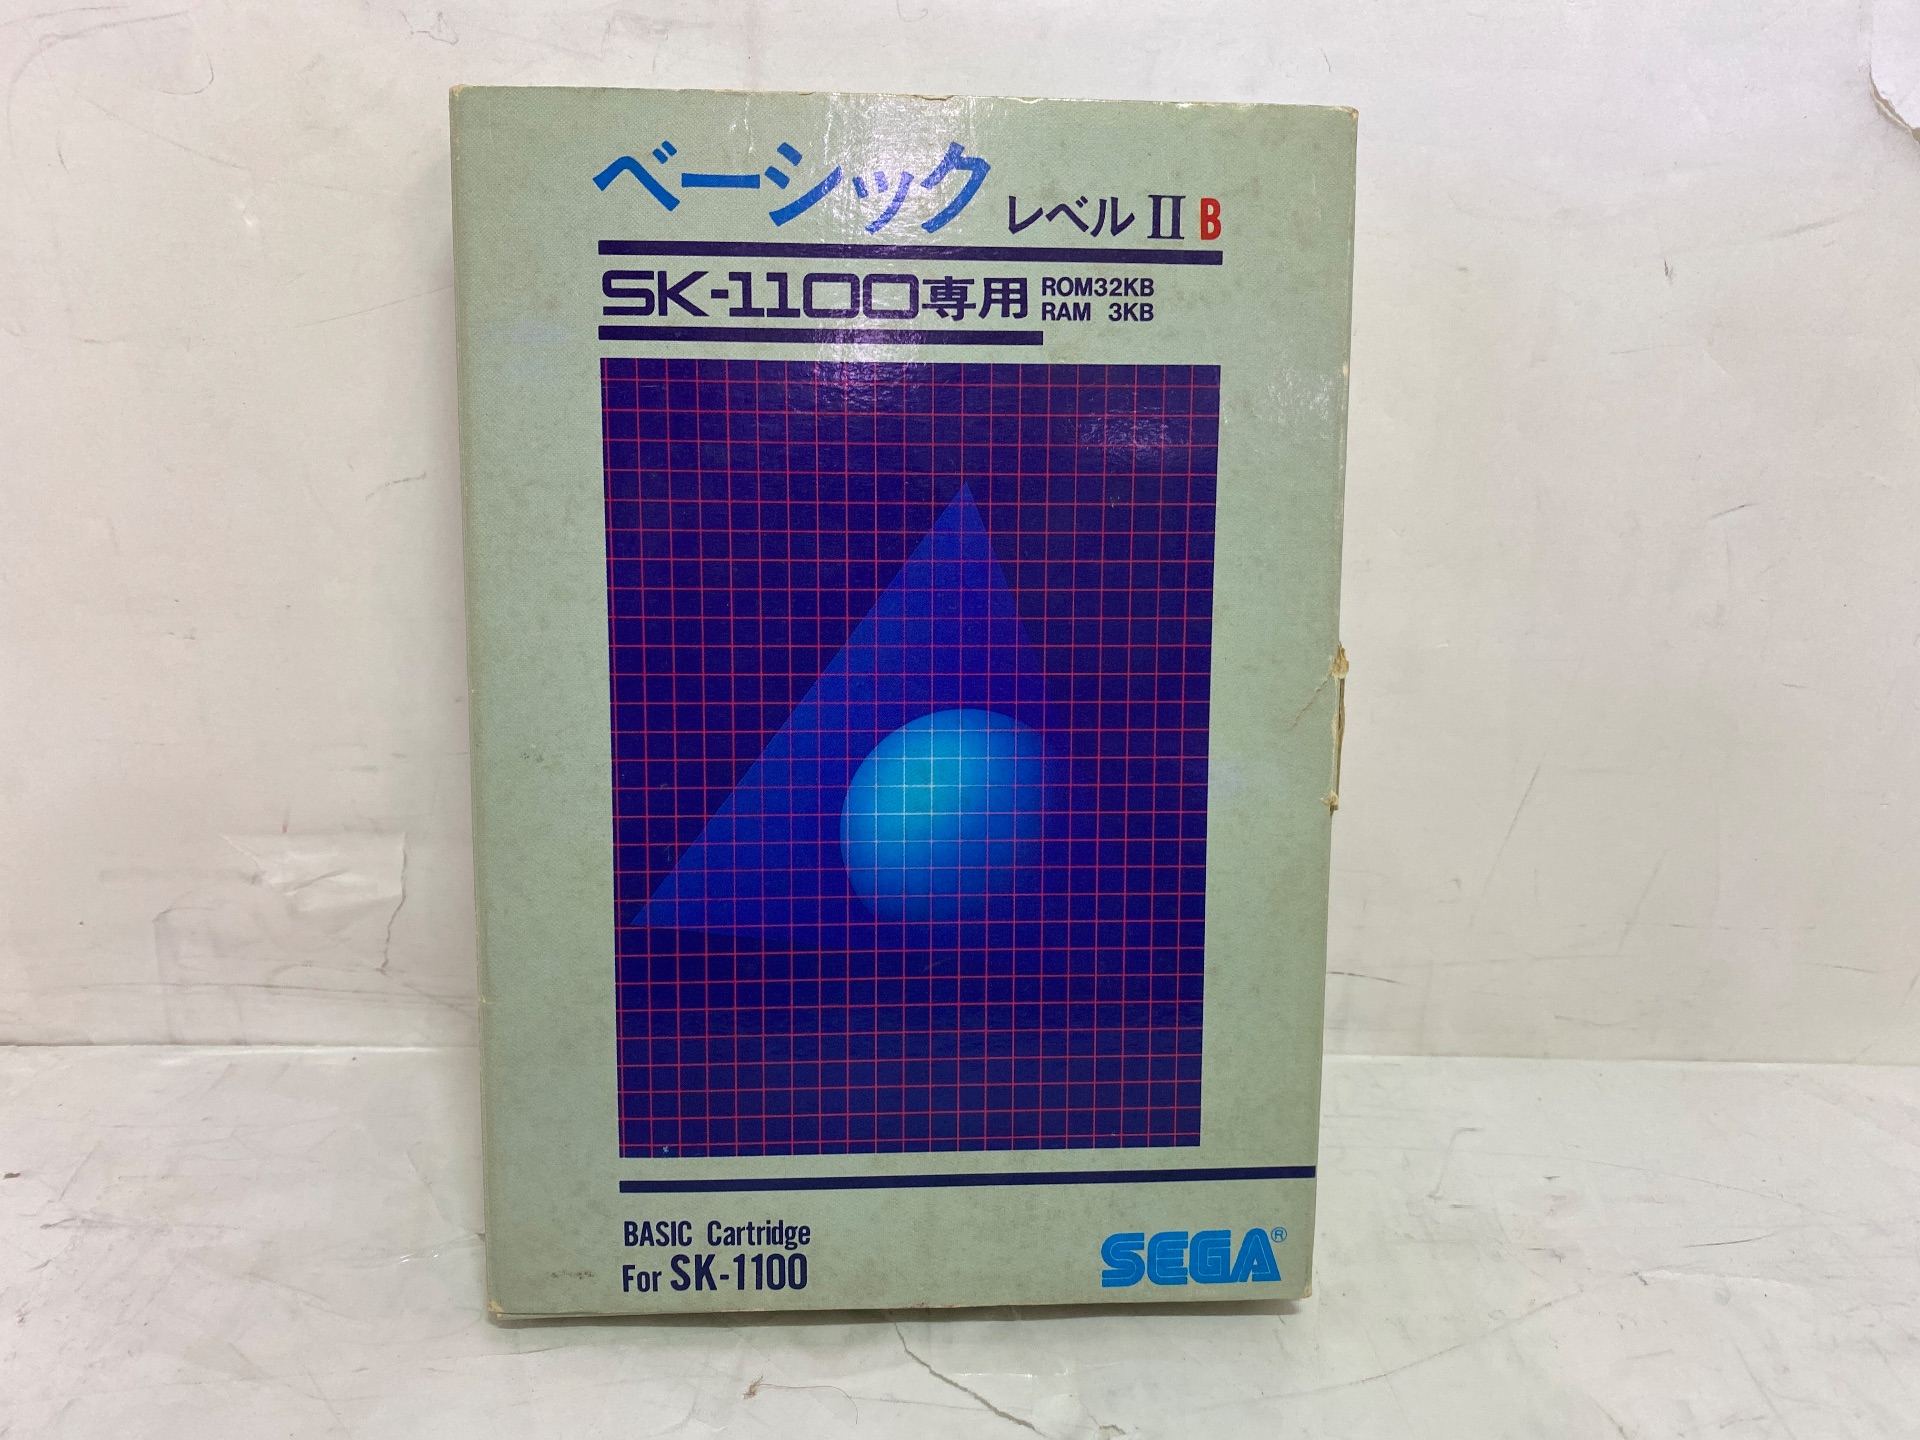 ベーシック レベルII B
SK-1100専用 ROM32KB
RAM 3KB
BASIC Cartridge
For SK-1100
SEGA®